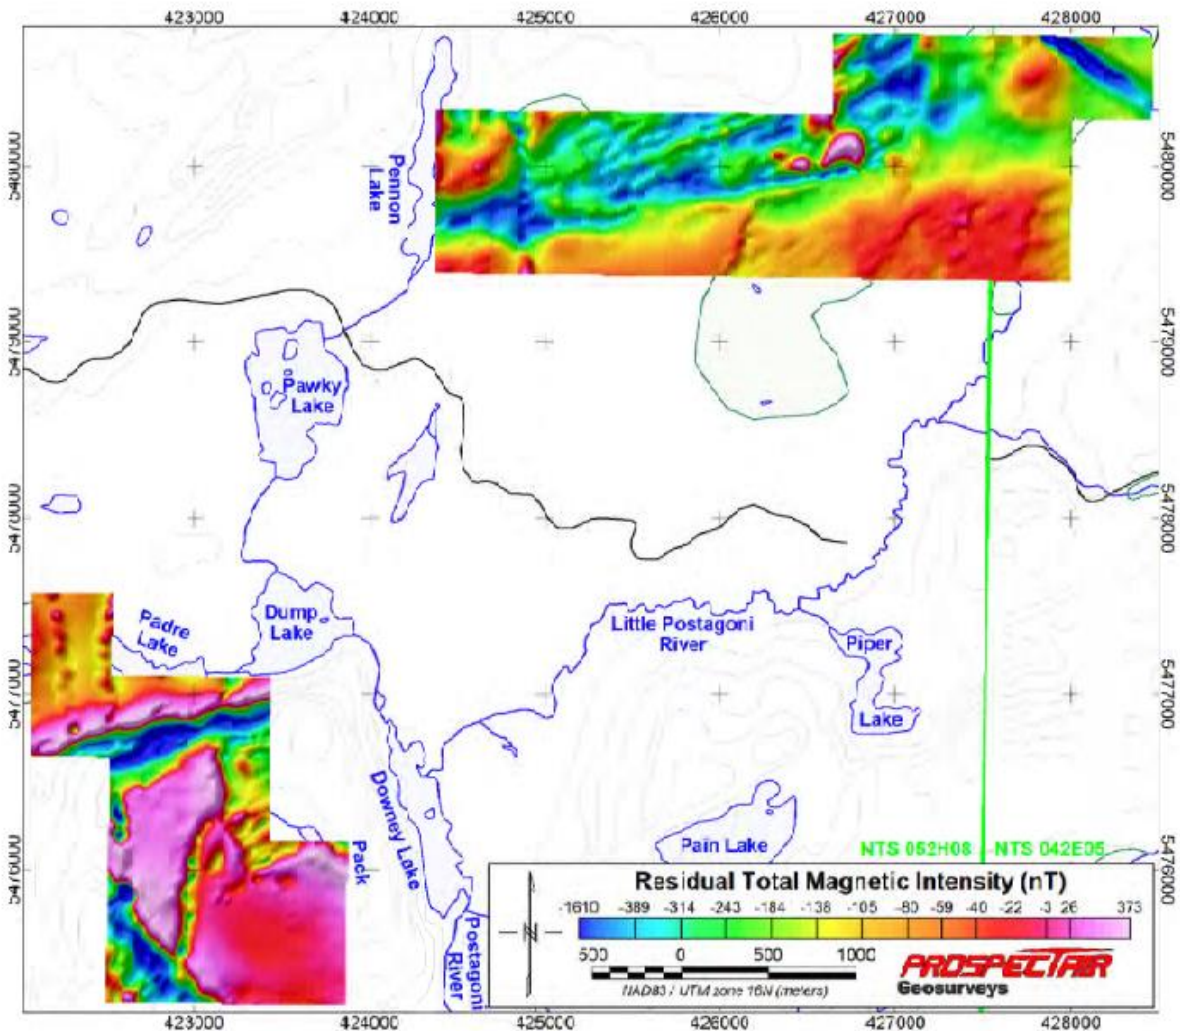 423000 424000 425000 426000 427000 428000
5480000
5480000
Pennon
Lake
5479000
5479000
Pawky
Lake
5478000
5478000
Padre
Lake
Dump
Lake
Little Postagoni
River
Piper
Lake
5477000
5477000
Downey Lake
Pack
Pain Lake
NTS 052H08 NTS 042E05
5476000
5476000
Postagoni
River
Residual Total Magnetic Intensity (nT)
-1610 -389 -314 -243 -184 -138 -105 -80 -59 -40 -22 -3 26 373
500 0 500 1000
NAD83 / UTM zone 16N (meters)
PROSPECTAIR
Geosurveys
423000 424000 425000 426000 427000 428000